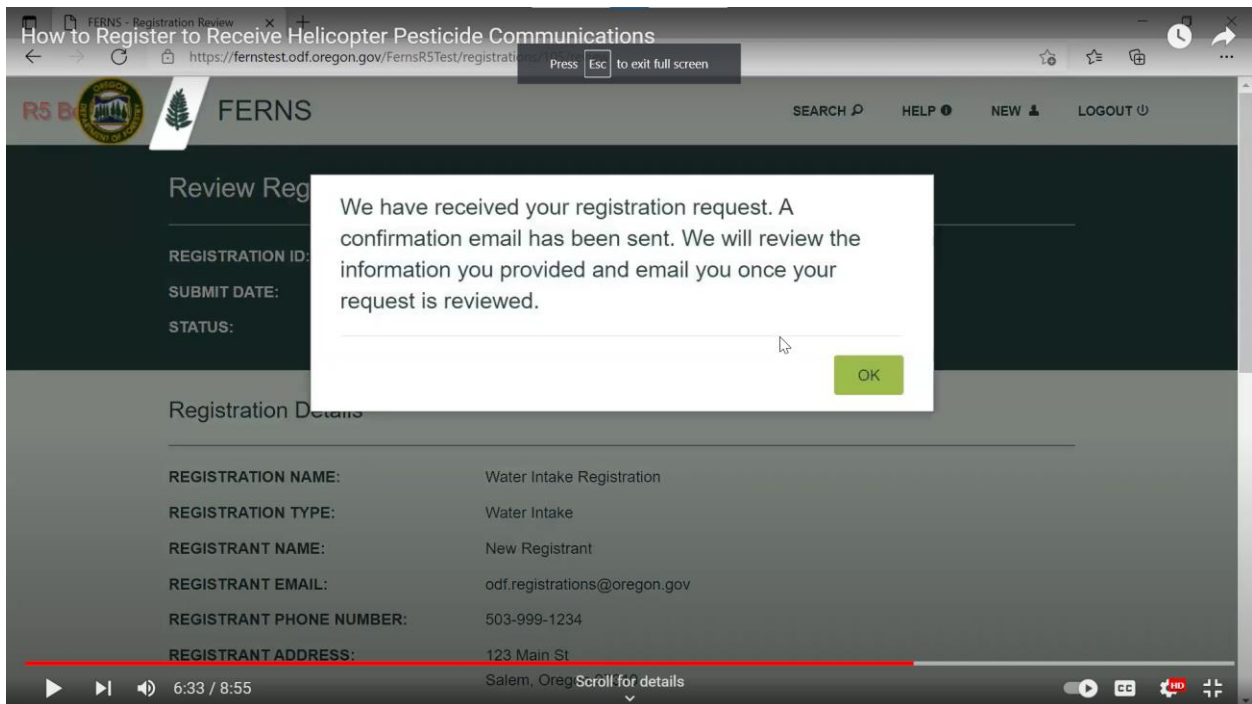 FERNS - Registration Review
How to Register to Receive Helicopter Pesticide Communications
https://fernstest.odf.oregon.gov/FernsR5Test/registrations/
Press Esc to exit full screen
R5
FERNS
SEARCH
HELP
NEW
LOGOUT
Review Reg
We have received your registration request. A
confirmation email has been sent. We will review the
information you provided and email you once your
request is reviewed.
OK
REGISTRATION ID:
SUBMIT DATE:
STATUS:
Registration Details
REGISTRATION NAME: Water Intake Registration
REGISTRATION TYPE: Water Intake
REGISTRANT NAME: New Registrant
REGISTRANT EMAIL: odf.registrations@oregon.gov
REGISTRANT PHONE NUMBER: 503-999-1234
REGISTRANT ADDRESS: 123 Main St
Salem,
Scroll for details
6:33 / 8:55
CC
HD